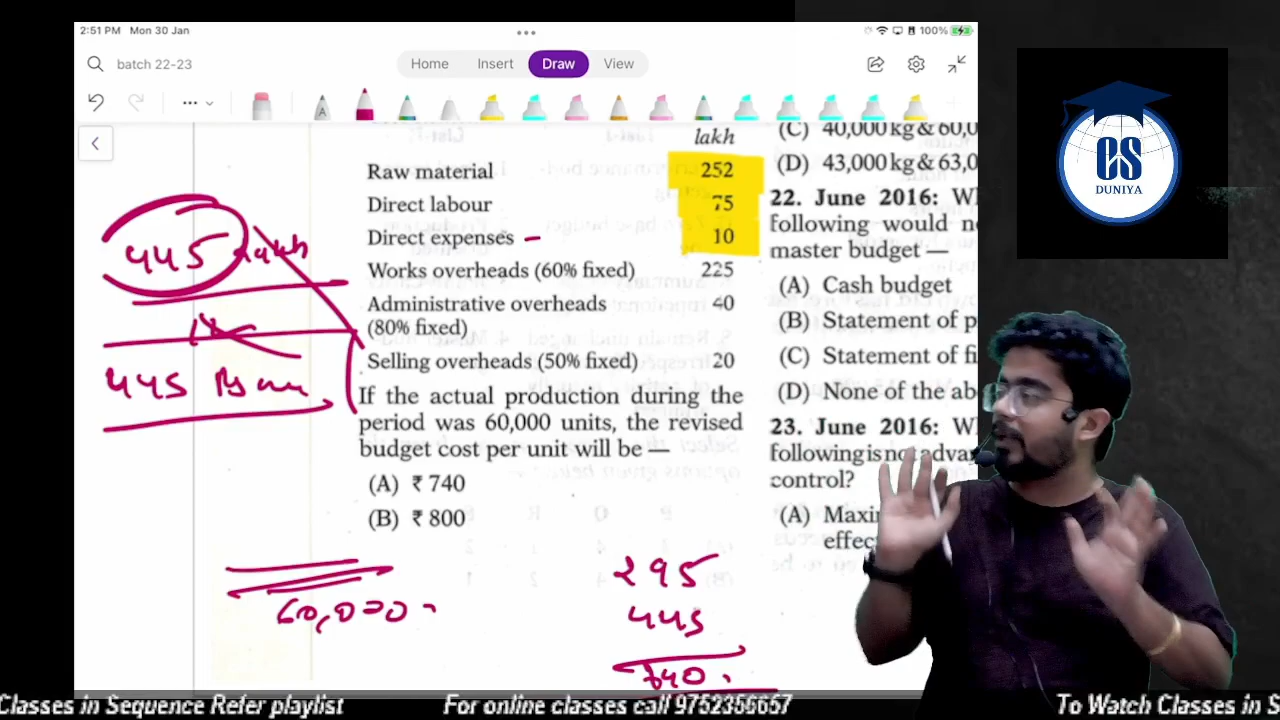 2:51 PM Mon 30 Jan
100%
batch 22-23
Home Insert Draw View
lakh
Raw material 252
Direct labour 75
Direct expenses 10
Works overheads (60% fixed) 225
Administrative overheads 40
(80% fixed)
Selling overheads (50% fixed) 20
If the actual production during the
period was 60,000 units, the revised
budget cost per unit will be —
(A) ₹ 740
(B) ₹ 800
445 lakh
445
60,000
295
445
740
(C) 40,000 kg & 60,0
(D) 43,000 kg & 63,0
22. June 2016: Wh
following would no
master budget —
(A) Cash budget
(B) Statement of p
(C) Statement of fi
(D) None of the ab
23. June 2016: Wh
following is not advan
control?
(A) Maxin
effec
CS
DUNIYA
Classes in Sequence Refer playlist
For online classes call 9752356657
To Watch Classes in S